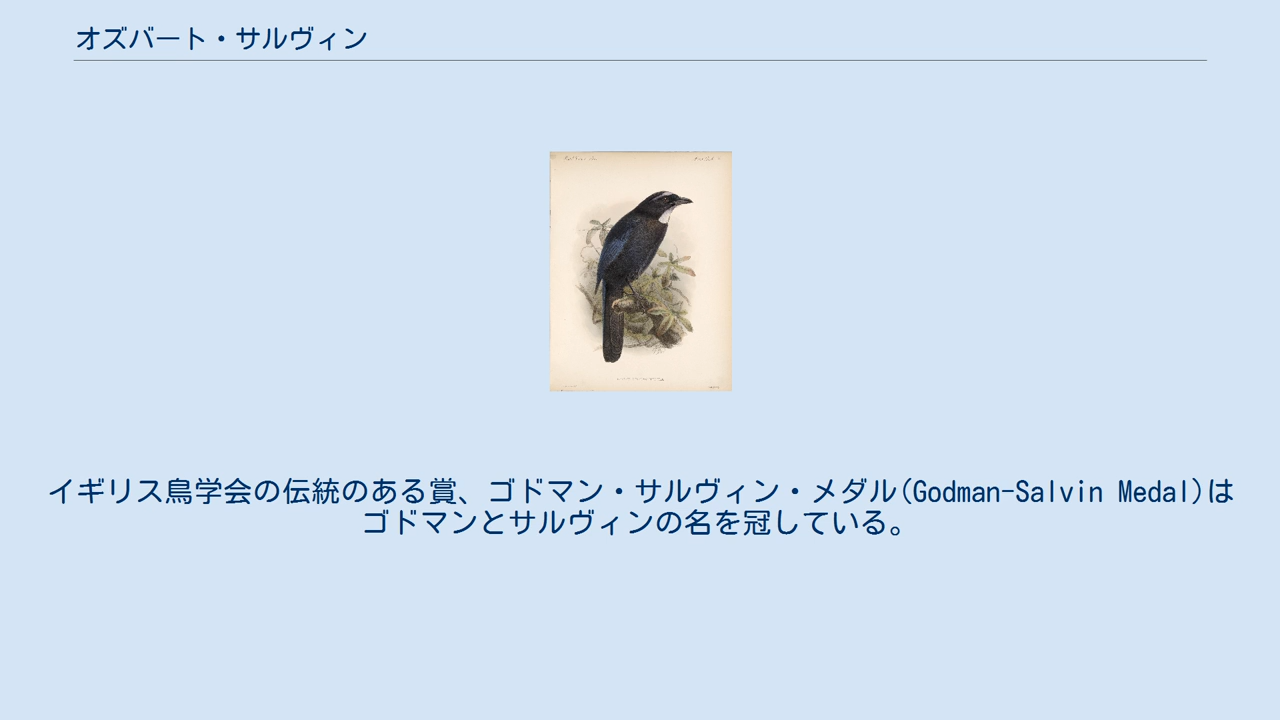 オズバート・サルヴィン
イギリス鳥学会の伝統のある賞、ゴドマン・サルヴィン・メダル(Godman-Salvin Medal)は
ゴドマンとサルヴィンの名を冠している。